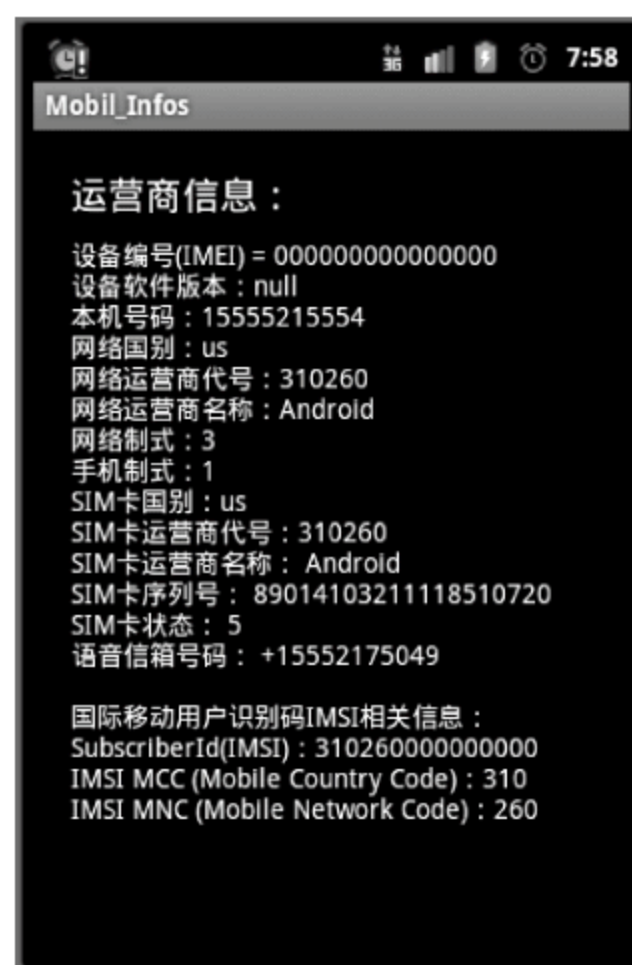 3G 7:58
Mobil_Infos
运营商信息：
设备编号(IMEI) = 000000000000000
设备软件版本：null
本机号码：15555215554
网络国别：us
网络运营商代号：310260
网络运营商名称：Android
网络制式：3
手机制式：1
SIM卡国别：us
SIM卡运营商代号：310260
SIM卡运营商名称： Android
SIM卡序列号： 89014103211118510720
SIM卡状态： 5
语音信箱号码： +15552175049
国际移动用户识别码IMSI相关信息：
SubscriberId(IMSI)：310260000000000
IMSI MCC (Mobile Country Code)：310
IMSI MNC (Mobile Network Code)：260